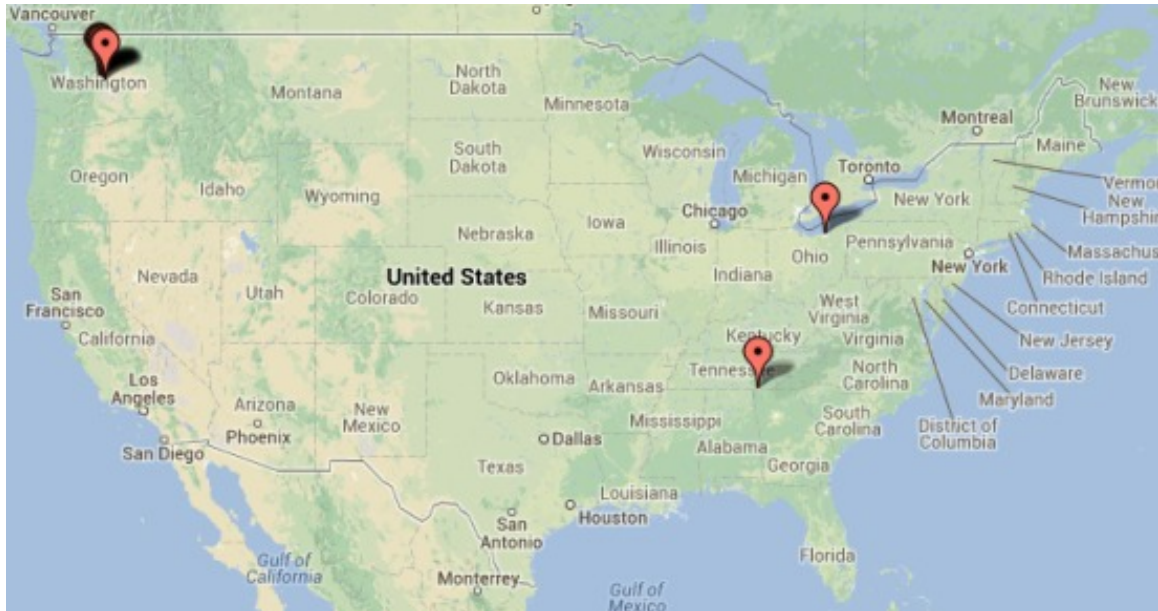 Vancouver
Washington
Montana
North
Dakota
Minnesota
Montreal
New
Brunswick
Maine
Oregon
Idaho
Wyoming
South
Dakota
Wisconsin
Michigan
Toronto
New York
Vermo
New
Hampshir
Nevada
Utah
Colorado
Nebraska
Iowa
Chicago
Illinois
Indiana
Ohio
Pennsylvania
New York
Massachus
Rhode Island
Connecticut
New Jersey
Delaware
Maryland
District of
Columbia
United States
San
Francisco
California
Kansas
Missouri
West
Virginia
Virginia
Kentucky
Tennessee
North
Carolina
Los
Angeles
San Diego
Arizona
Phoenix
New
Mexico
Oklahoma
Arkansas
Mississippi
Alabama
South
Carolina
Georgia
Dallas
Texas
Louisiana
Houston
San
Antonio
Florida
Gulf of
California
Monterrey
Gulf of
Mexico